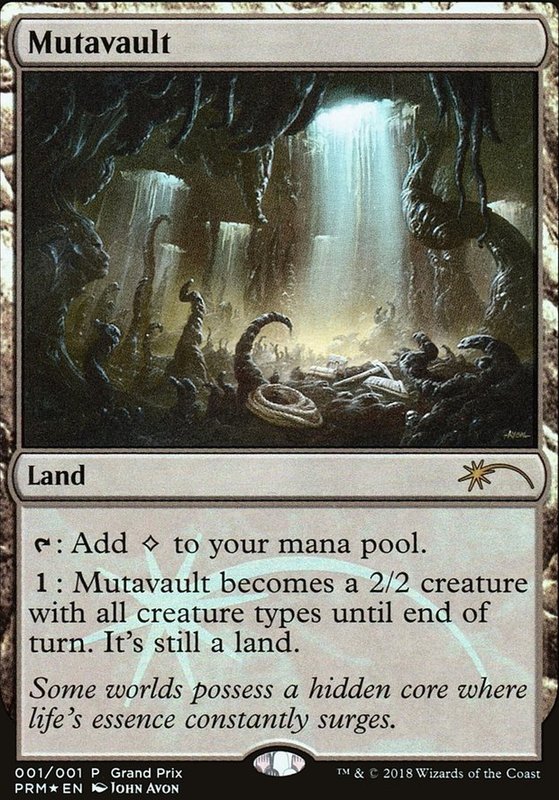 Mutavault
AVON
Land
: Add to your mana pool.
1 : Mutavault becomes a 2/2 creature
with all creature types until end of
turn. It's still a land.
Some worlds possess a hidden core where
life's essence constantly surges.
001/001 P Grand Prix
PRM★EN JOHN AVON
™ & © 2018 Wizards of the Coast